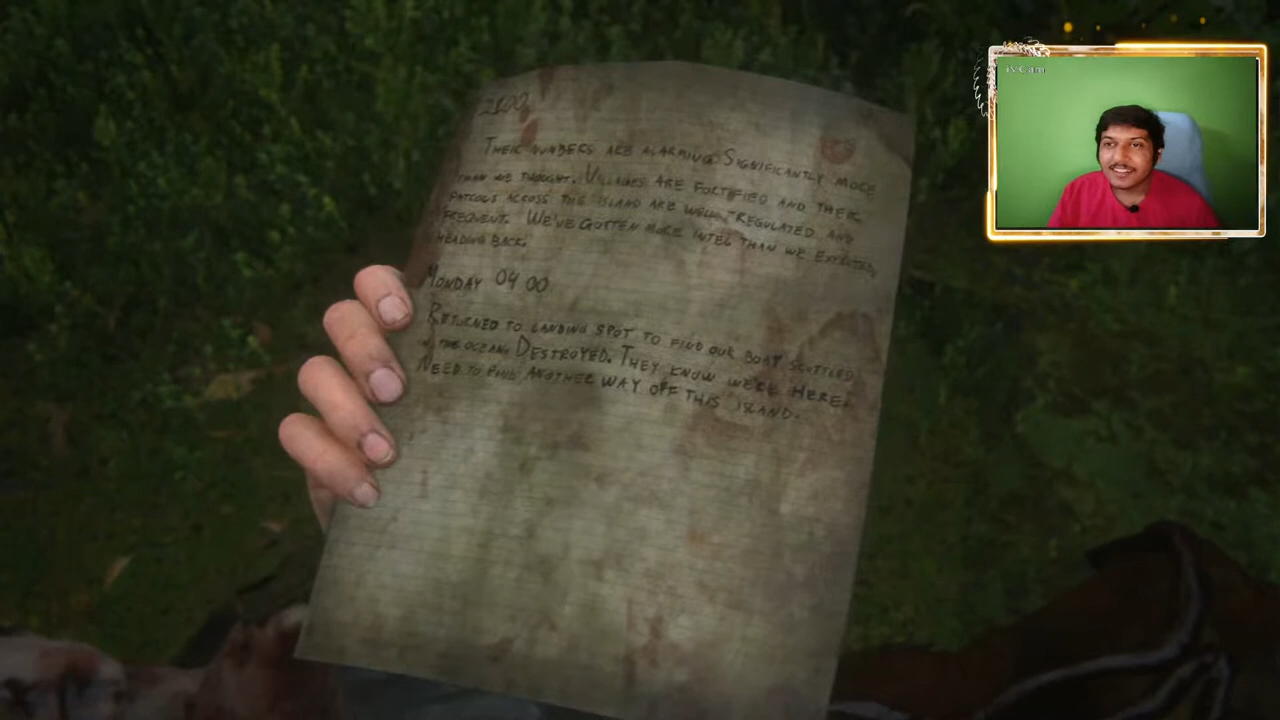 2100
THEIR NUMBERS ARE ALARMING. SIGNIFICANTLY MORE
THAN WE THOUGHT. VILLAGES ARE FORTIFIED AND THEIR
PATROLS ACROSS THE ISLAND ARE WELL REGULATED AND
FREQUENT. WE'VE GOTTEN MORE INTEL THAN WE EXPECTED,
HEADING BACK.
MONDAY 04 00
RETURNED TO LANDING SPOT TO FIND OUR BOAT SCUTTLED
IN THE OCEAN. DESTROYED. THEY KNOW WE'RE HERE.
NEED TO FIND ANOTHER WAY OFF THIS ISLAND.
iVCam